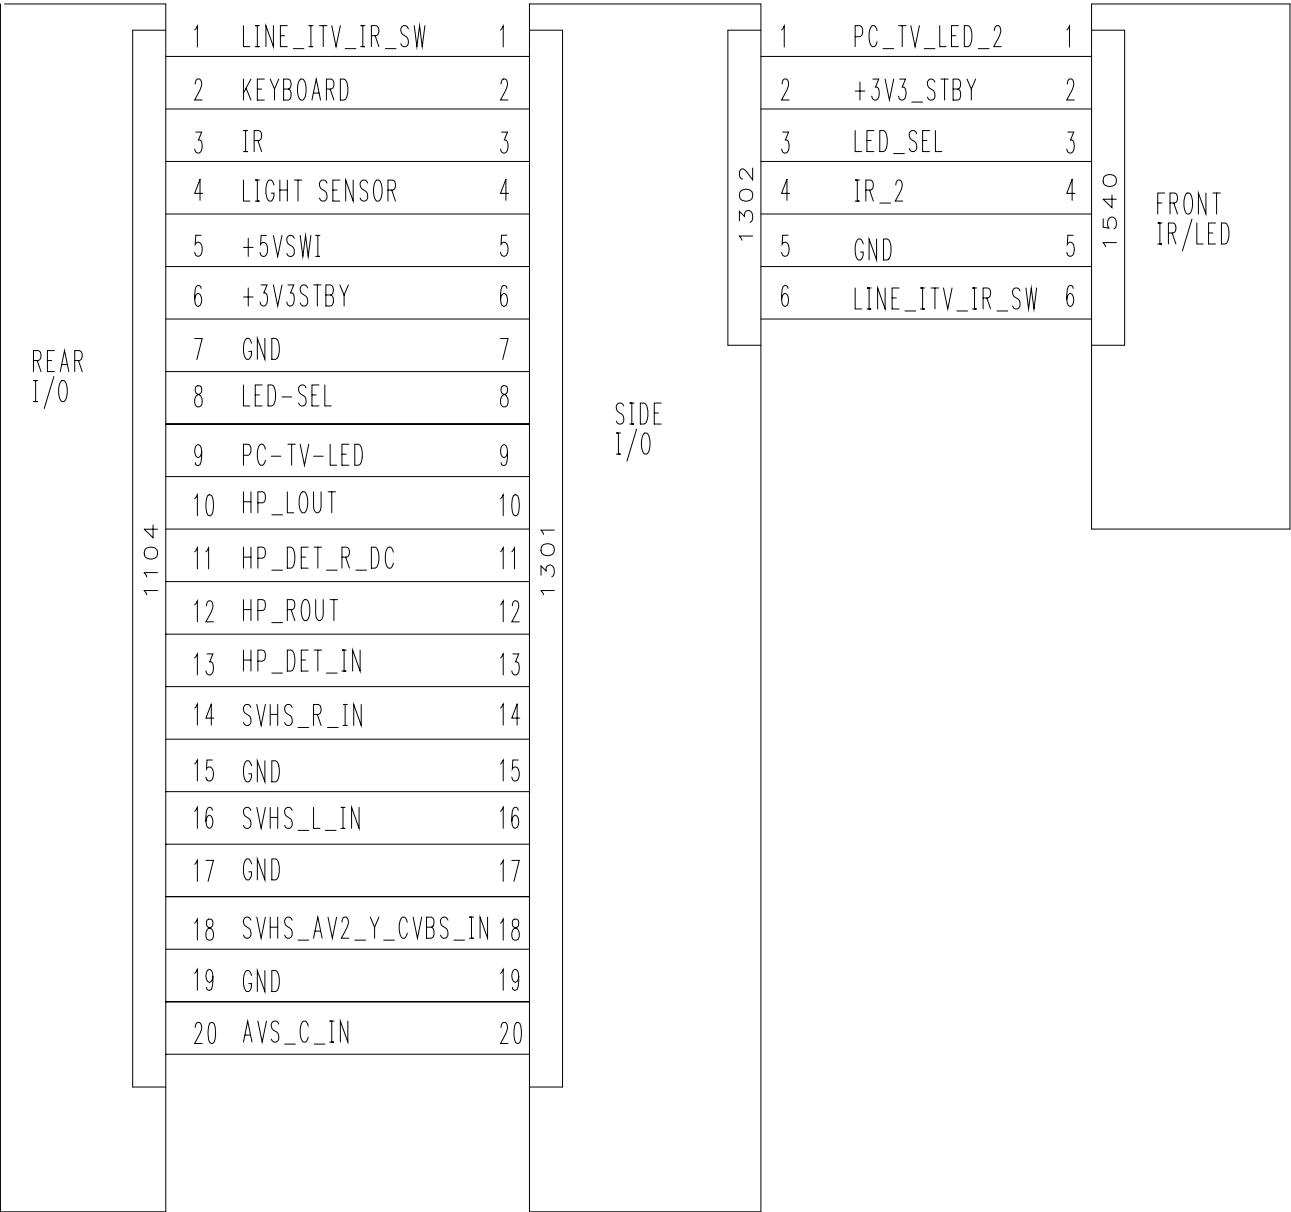 1 LINE_ITV_IR_SW 1
2 KEYBOARD 2
3 IR 3
4 LIGHT SENSOR 4
5 +5VSWI 5
6 +3V3STBY 6
7 GND 7
8 LED-SEL 8
9 PC-TV-LED 9
10 HP_LOUT 10
11 HP_DET_R_DC 11
12 HP_ROUT 12
13 HP_DET_IN 13
14 SVHS_R_IN 14
15 GND 15
16 SVHS_L_IN 16
17 GND 17
18 SVHS_AV2_Y_CVBS_IN 18
19 GND 19
20 AVS_C_IN 20
REAR
I/O
1104
1301
SIDE
I/O
1 PC_TV_LED_2 1
2 +3V3_STBY 2
3 LED_SEL 3
4 IR_2 4
5 GND 5
6 LINE_ITV_IR_SW 6
1302
1540
FRONT
IR/LED